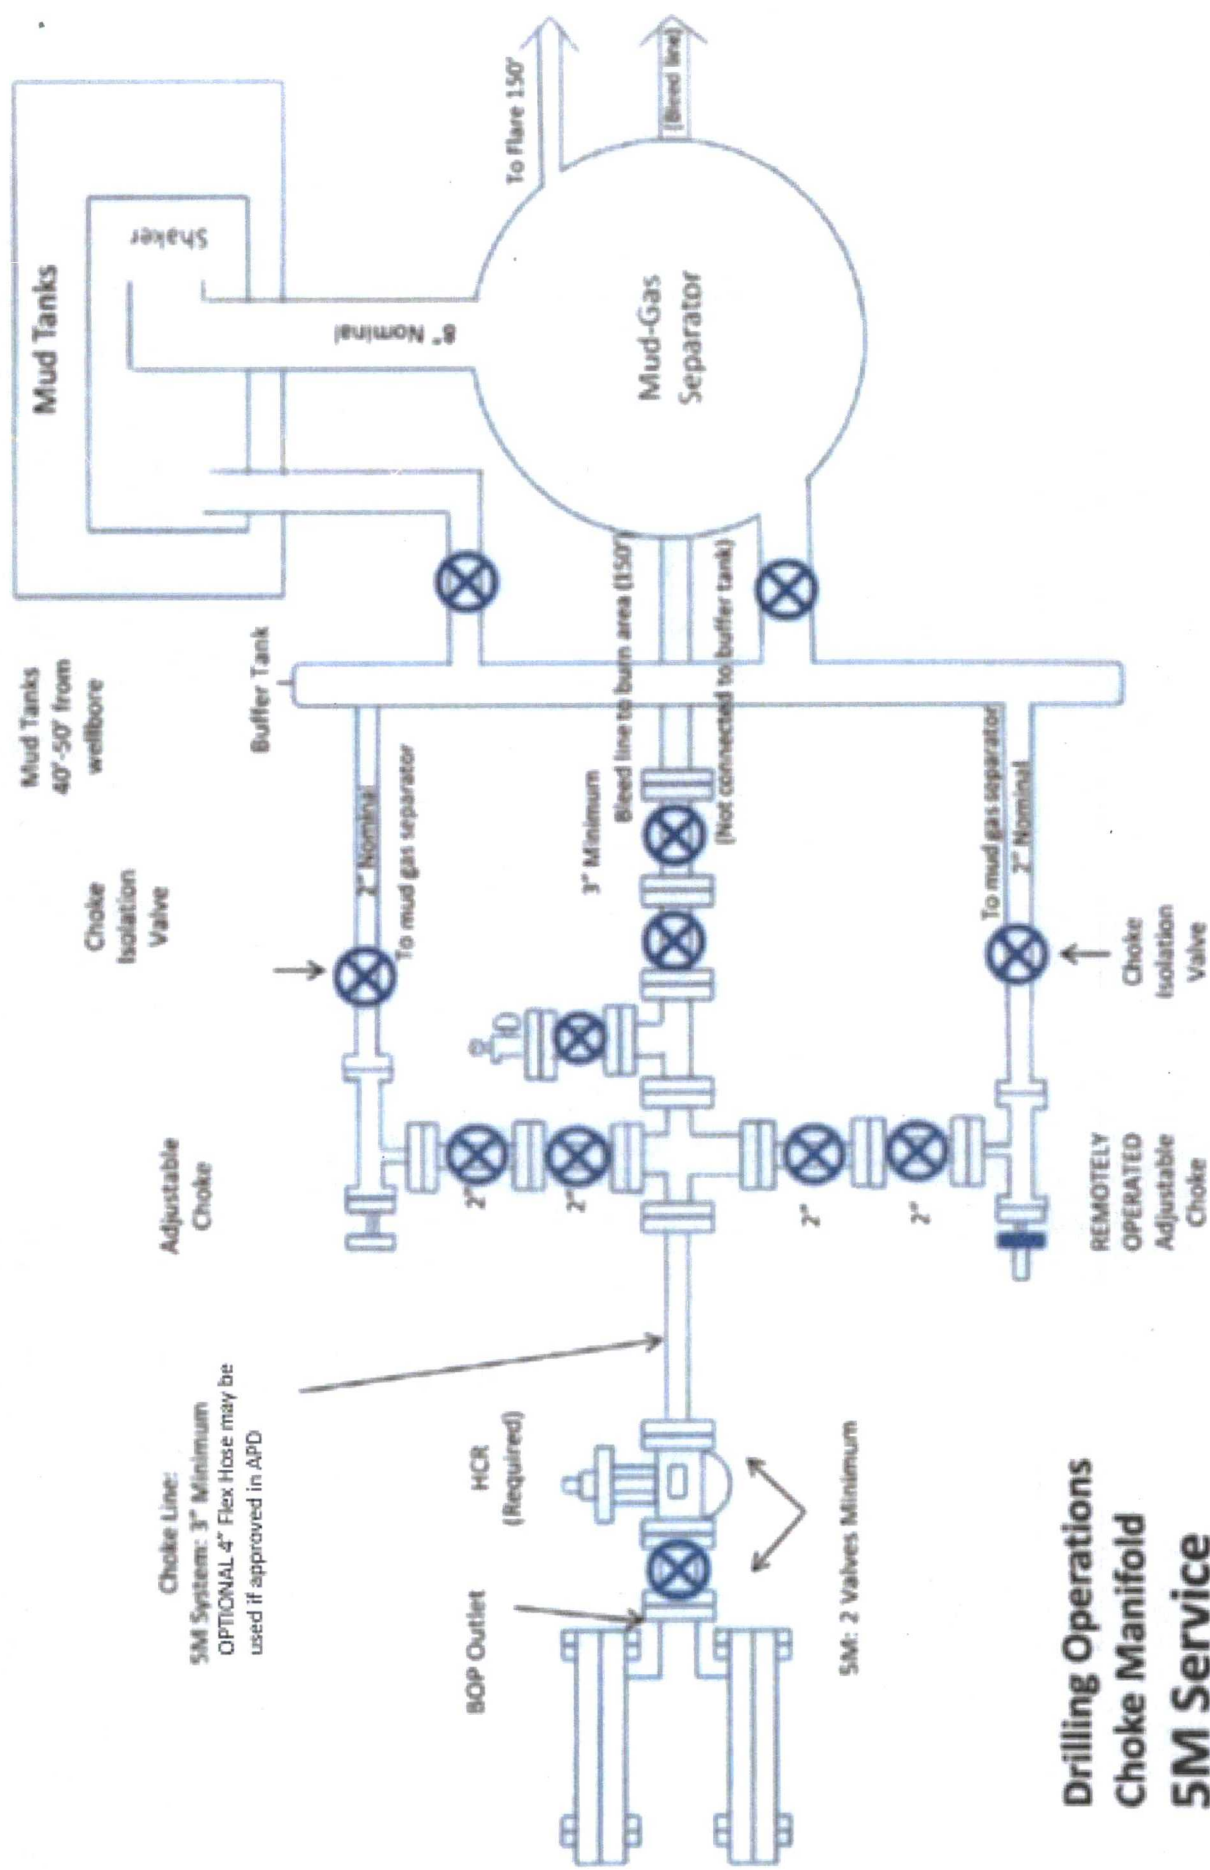 Mud Tanks
40'-50' from
wellbore
Mud Tanks
Shaker
8" Nominal
Buffer Tank
To Flare 150'
(Bleed line)
Mud-Gas
Separator
Choke
Isolation
Valve
2" Nominal
To mud gas separator
3" Minimum
Bleed line to burn area (150')
(Not connected to buffer tank)
To mud gas separator
2" Nominal
Choke
Isolation
Valve
Adjustable
Choke
2"
2"
2"
2"
REMOTELY
OPERATED
Adjustable
Choke
Choke Line:
5M System: 3" Minimum
OPTIONAL 4" Flex Hose may be
used if approved in APD
HCR
(Required)
BOP Outlet
5M: 2 Valves Minimum
Drilling Operations
Choke Manifold
5M Service